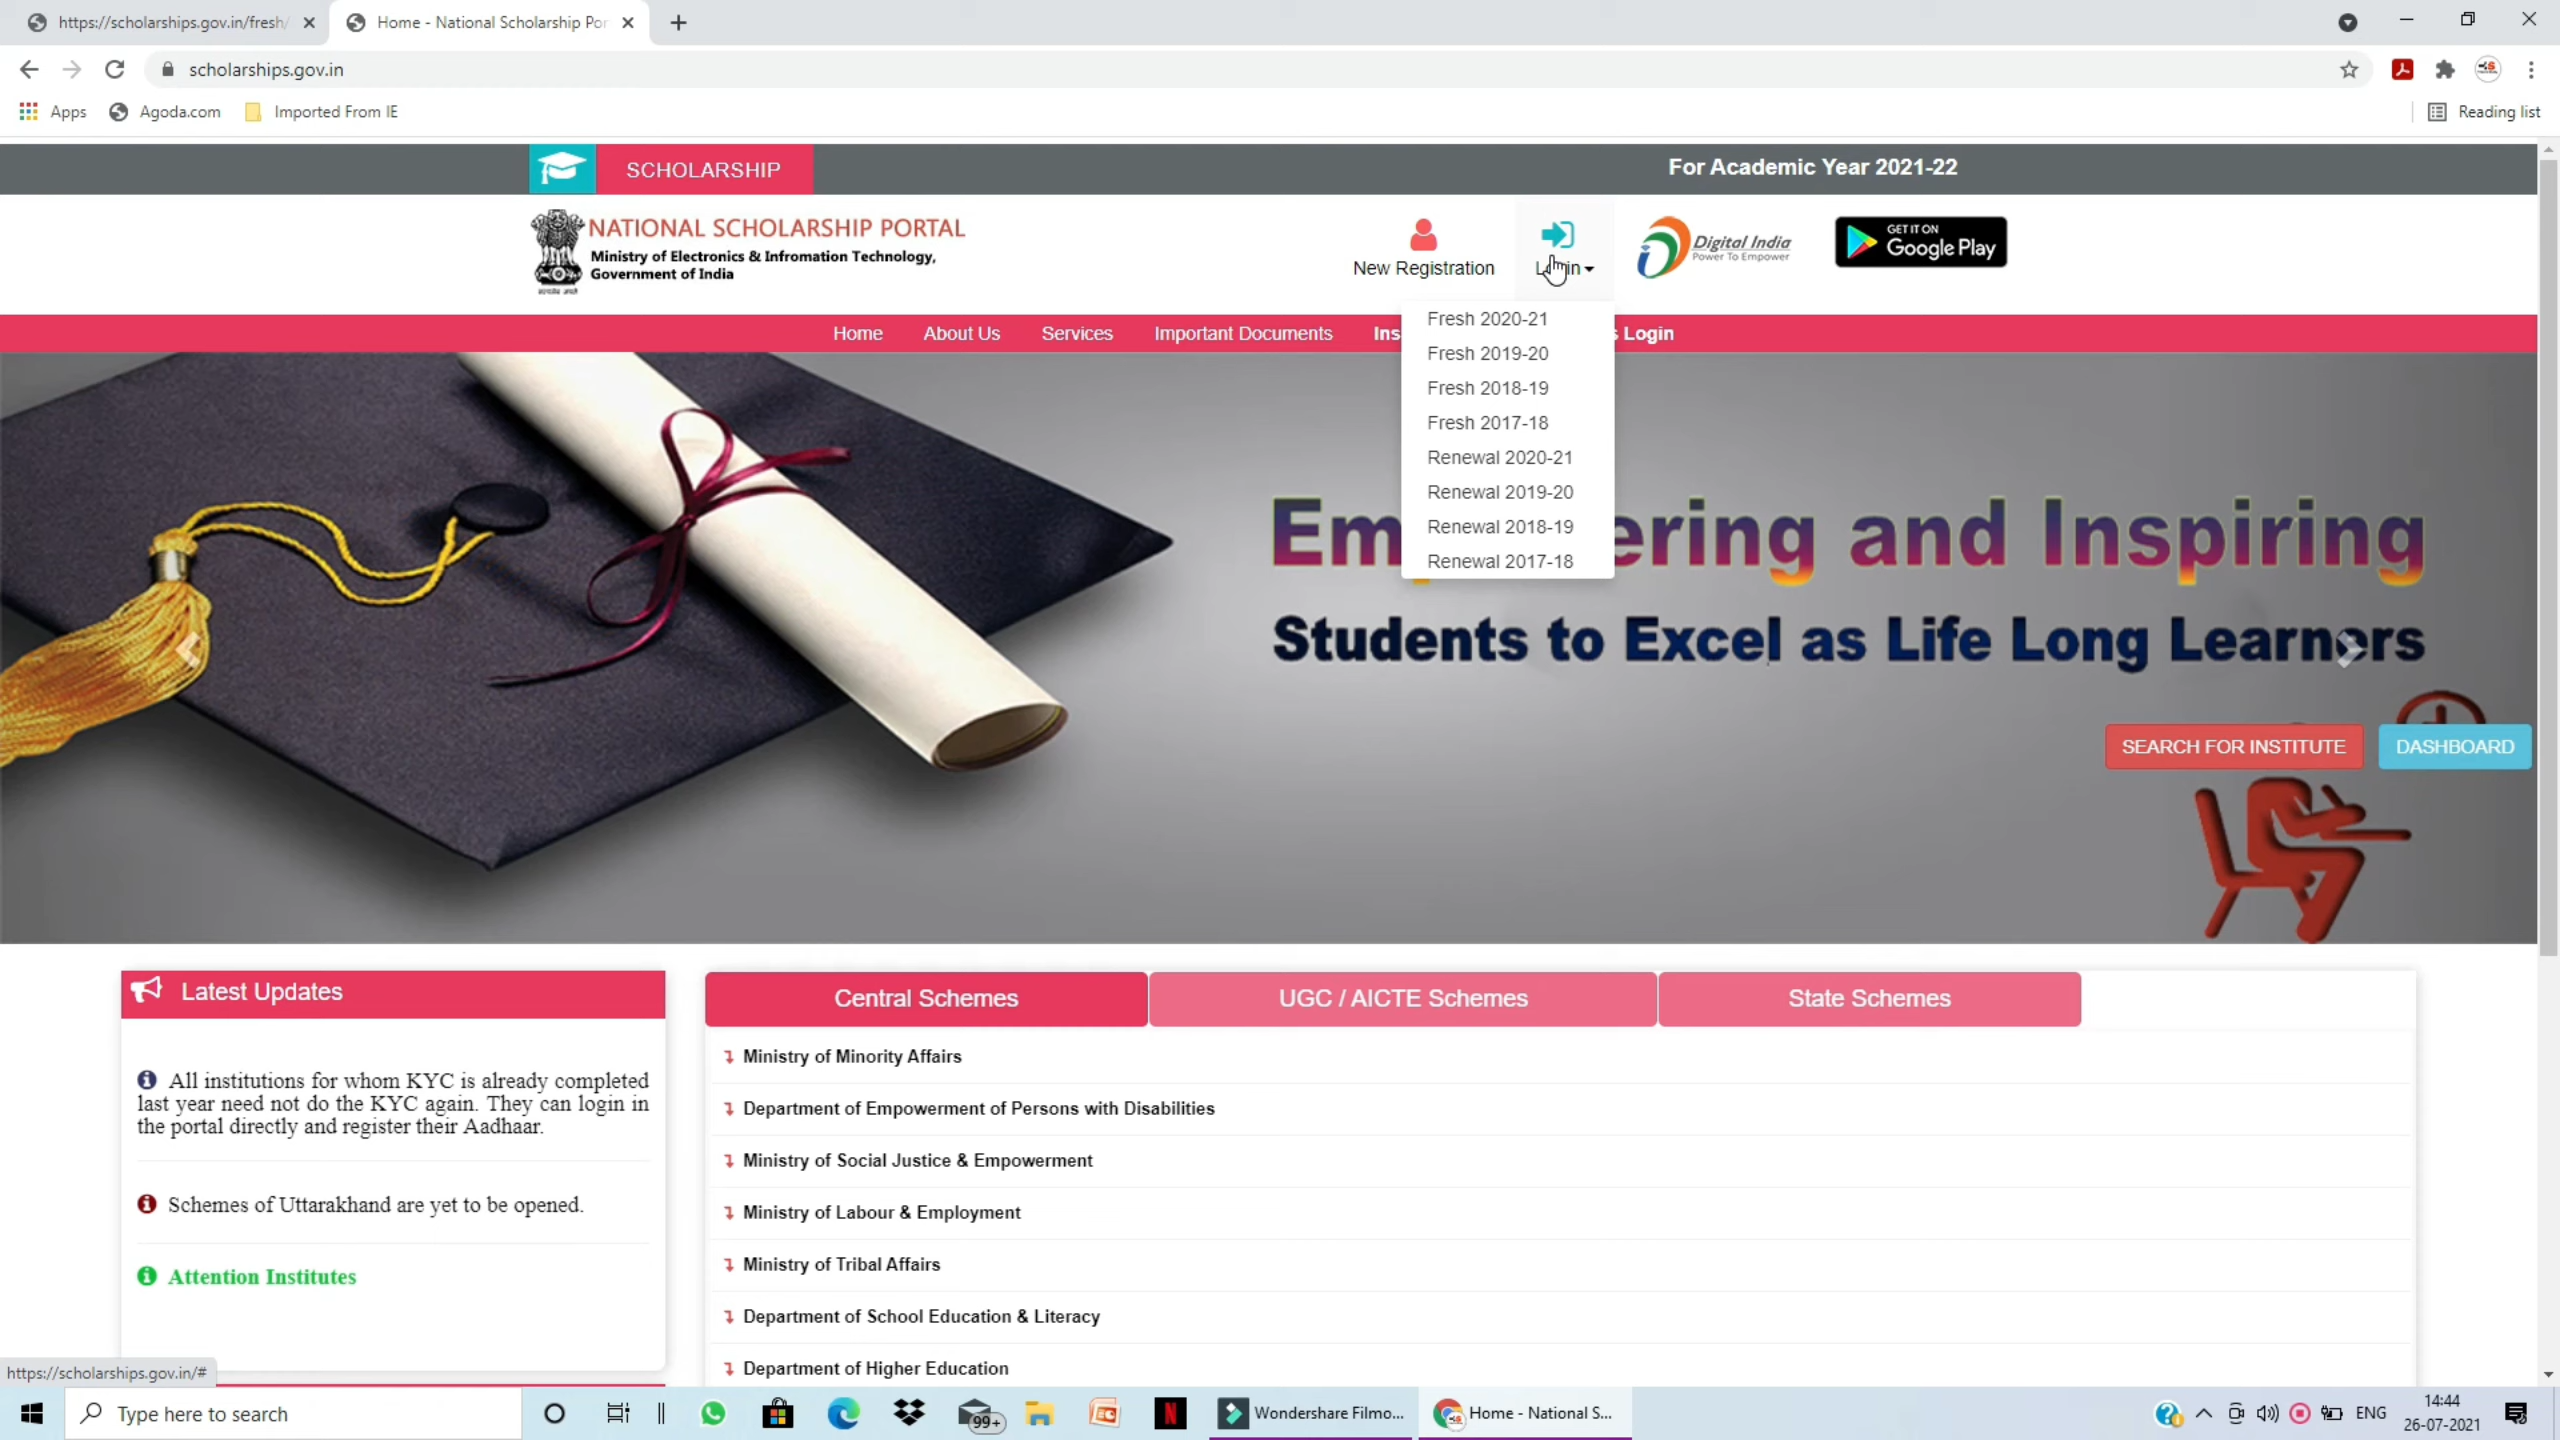 https://scholarships.gov.in/fresh/
Home - National Scholarship Por
scholarships.gov.in
Apps
Agoda.com
Imported From IE
Reading list
SCHOLARSHIP
For Academic Year 2021-22
NATIONAL SCHOLARSHIP PORTAL
Ministry of Electronics & Infromation Technology,
Government of India
New Registration
Digital India
Power To Empower
GET IT ON
Google Play
Home
About Us
Services
Important Documents
Ins
s Login
Fresh 2020-21
Fresh 2019-20
Fresh 2018-19
Fresh 2017-18
Renewal 2020-21
Renewal 2019-20
Renewal 2018-19
Renewal 2017-18
Em ering and Inspiring
Students to Excel as Life Long Learners
SEARCH FOR INSTITUTE
DASHBOARD
Latest Updates
All institutions for whom KYC is already completed
last year need not do the KYC again. They can login in
the portal directly and register their Aadhaar.
Schemes of Uttarakhand are yet to be opened.
Attention Institutes
Central Schemes
UGC / AICTE Schemes
State Schemes
Ministry of Minority Affairs
Department of Empowerment of Persons with Disabilities
Ministry of Social Justice & Empowerment
Ministry of Labour & Employment
Ministry of Tribal Affairs
Department of School Education & Literacy
Department of Higher Education
https://scholarships.gov.in/#
Type here to search
99+
Wondershare Filmo...
Home - National S...
ENG
14:44
26-07-2021